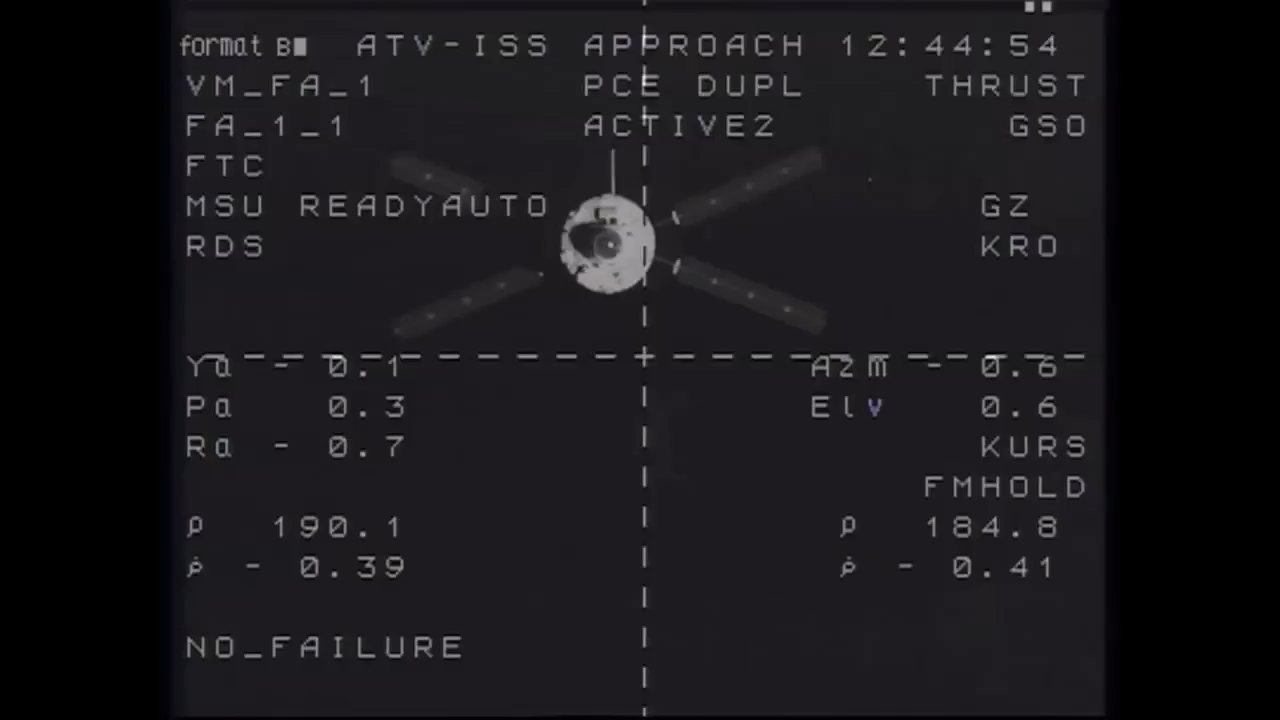 format B■ ATV-ISS APPROACH 12:44:54
VM_FA_1 PCE DUPL THRUST
FA_1_1 ACTIVE2 GSO
FTC
MSU READYAUTO GZ
RDS KRO
Ya - 0.1 Azm - 0.6
Pa 0.3 Elv 0.6
Ra - 0.7 KURS
FMHOLD
ρ 190.1 ρ 184.8
ρ̇ - 0.39 ρ̇ - 0.41
NO_FAILURE